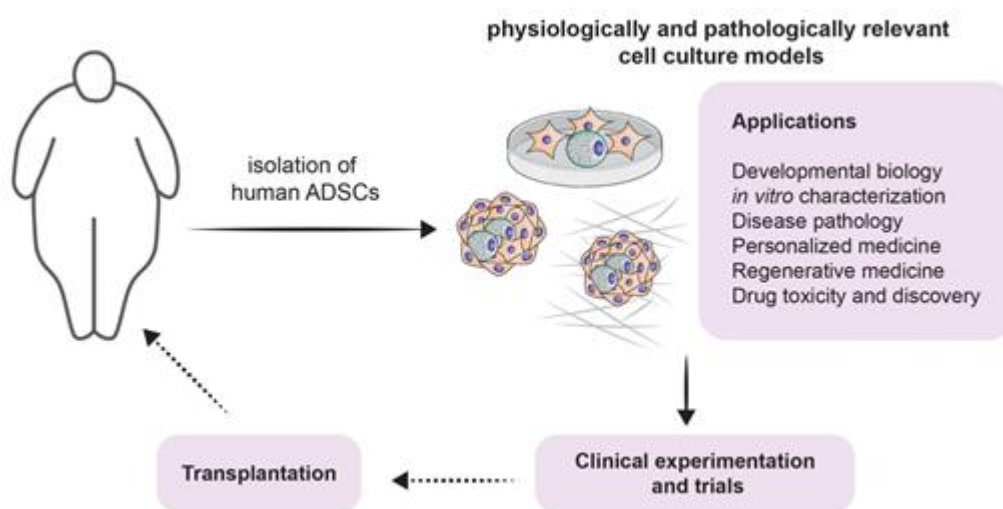 physiologically and pathologically relevant
cell culture models
isolation of
human ADSCs
Applications
Developmental biology
in vitro characterization
Disease pathology
Personalized medicine
Regenerative medicine
Drug toxicity and discovery
Clinical experimentation
and trials
Transplantation